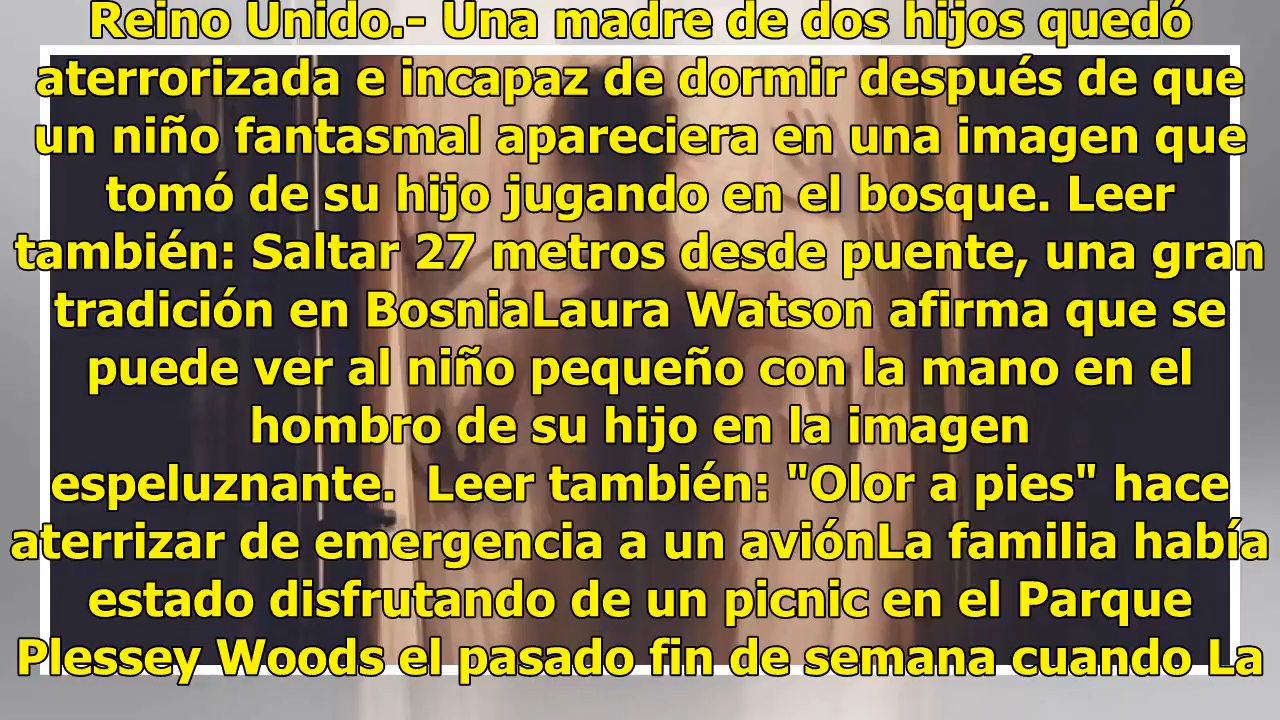 Reino Unido.- Una madre de dos hijos quedó
aterrorizada e incapaz de dormir después de que
un niño fantasmal apareciera en una imagen que
tomó de su hijo jugando en el bosque. Leer
también: Saltar 27 metros desde puente, una gran
tradición en BosniaLaura Watson afirma que se
puede ver al niño pequeño con la mano en el
hombro de su hijo en la imagen
espeluznante.  Leer también: "Olor a pies" hace
aterrizar de emergencia a un aviónLa familia había
estado disfrutando de un picnic en el Parque
Plessey Woods el pasado fin de semana cuando La